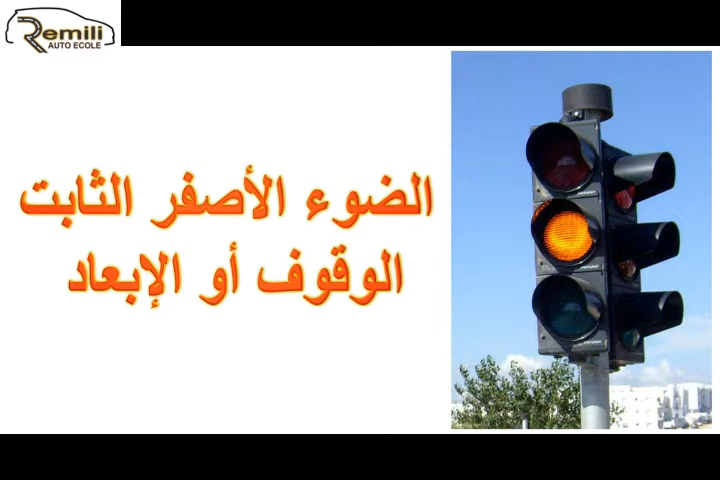 Remili
AUTO ECOLE
الضوء الأصفر الثابت
الوقوف أو الإبعاد